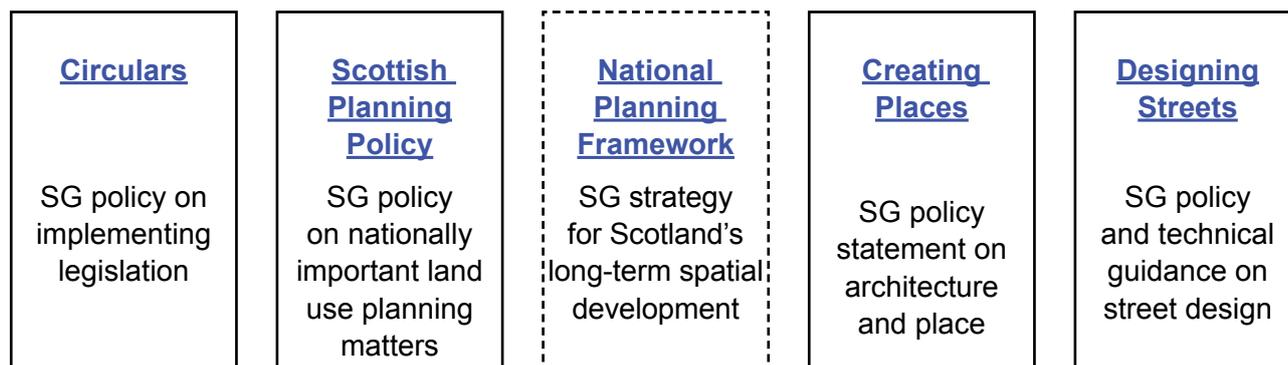 Circulars
SG policy on
implementing
legislation
Scottish
Planning
Policy
SG policy
on nationally
important land
use planning
matters
National
Planning
Framework
SG strategy
for Scotland’s
long-term spatial
development
Creating
Places
SG policy
statement on
architecture
and place
Designing
Streets
SG policy
and technical
guidance on
street design